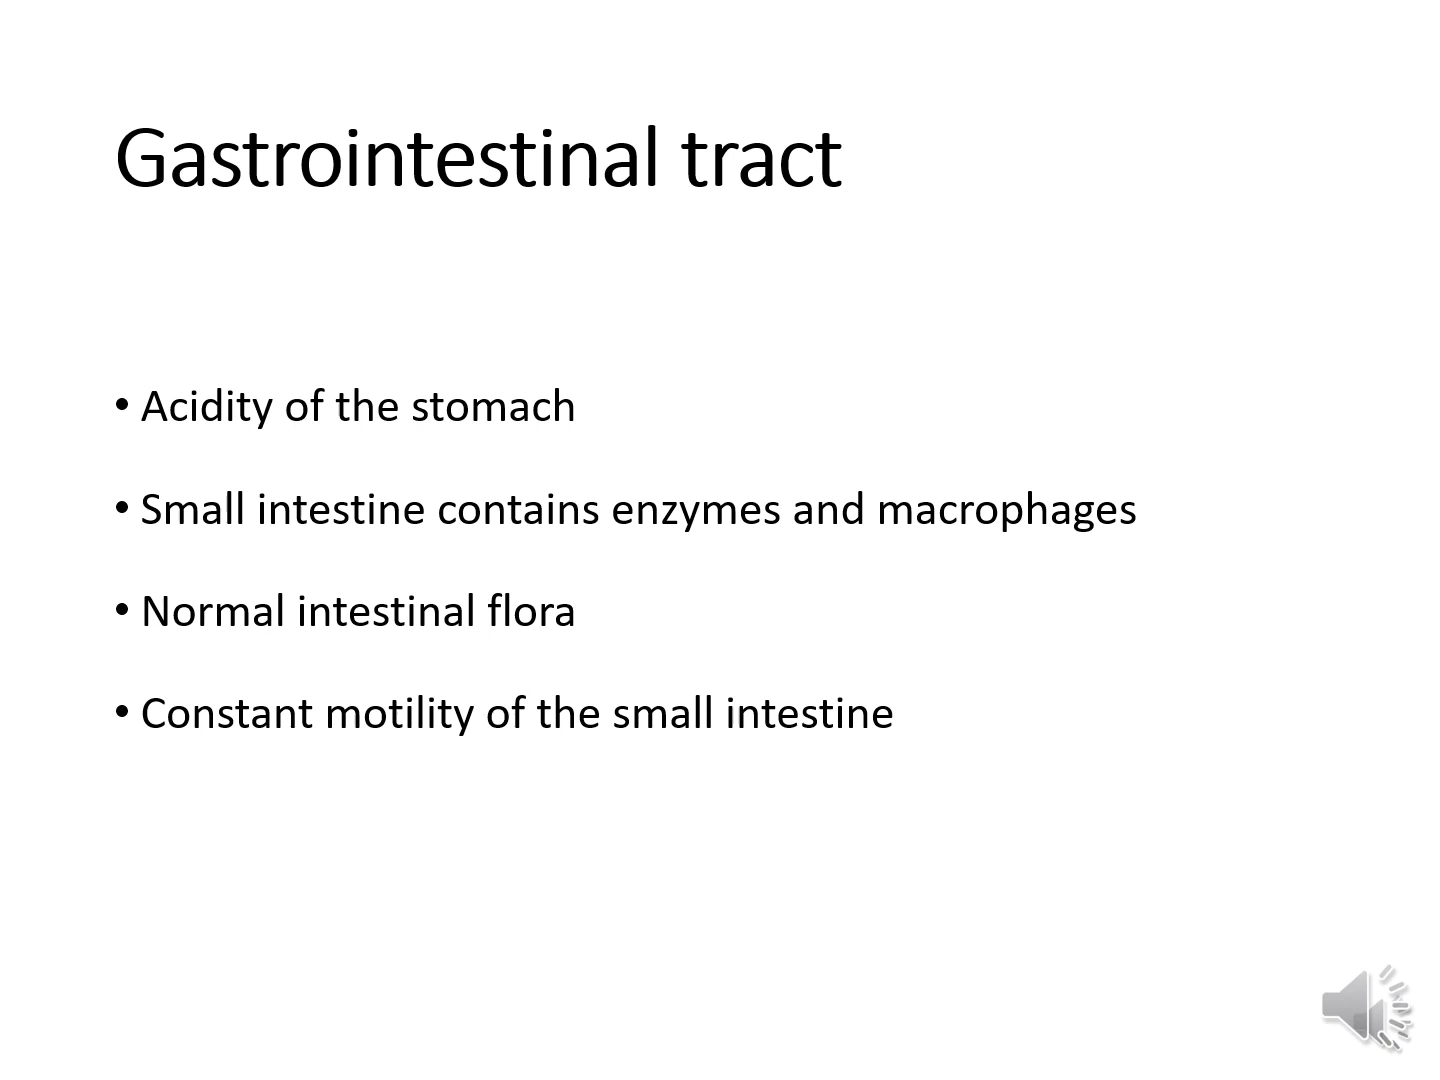 Gastrointestinal tract
• Acidity of the stomach
• Small intestine contains enzymes and macrophages
• Normal intestinal flora
• Constant motility of the small intestine